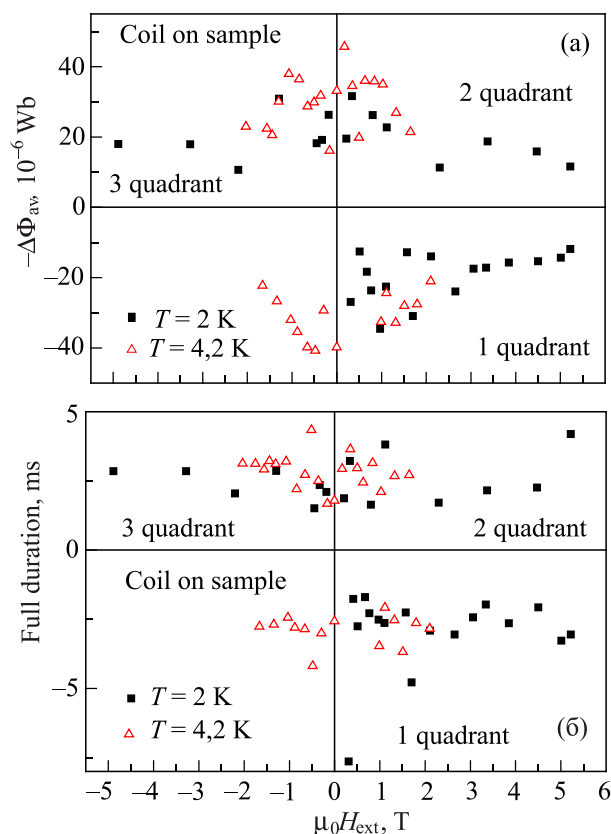 Coil on sample
(a)
2 quadrant
3 quadrant
1 quadrant
T = 2 K
T = 4,2 K
40
20
0
−20
−40
−ΔΦav, 10−6 Wb
5
0
−5
Full duration, ms
3 quadrant
2 quadrant
Coil on sample
T = 2 K
T = 4,2 K
1 quadrant
(б)
−5 −4 −3 −2 −1 0 1 2 3 4 5 6
μ0Hext, T